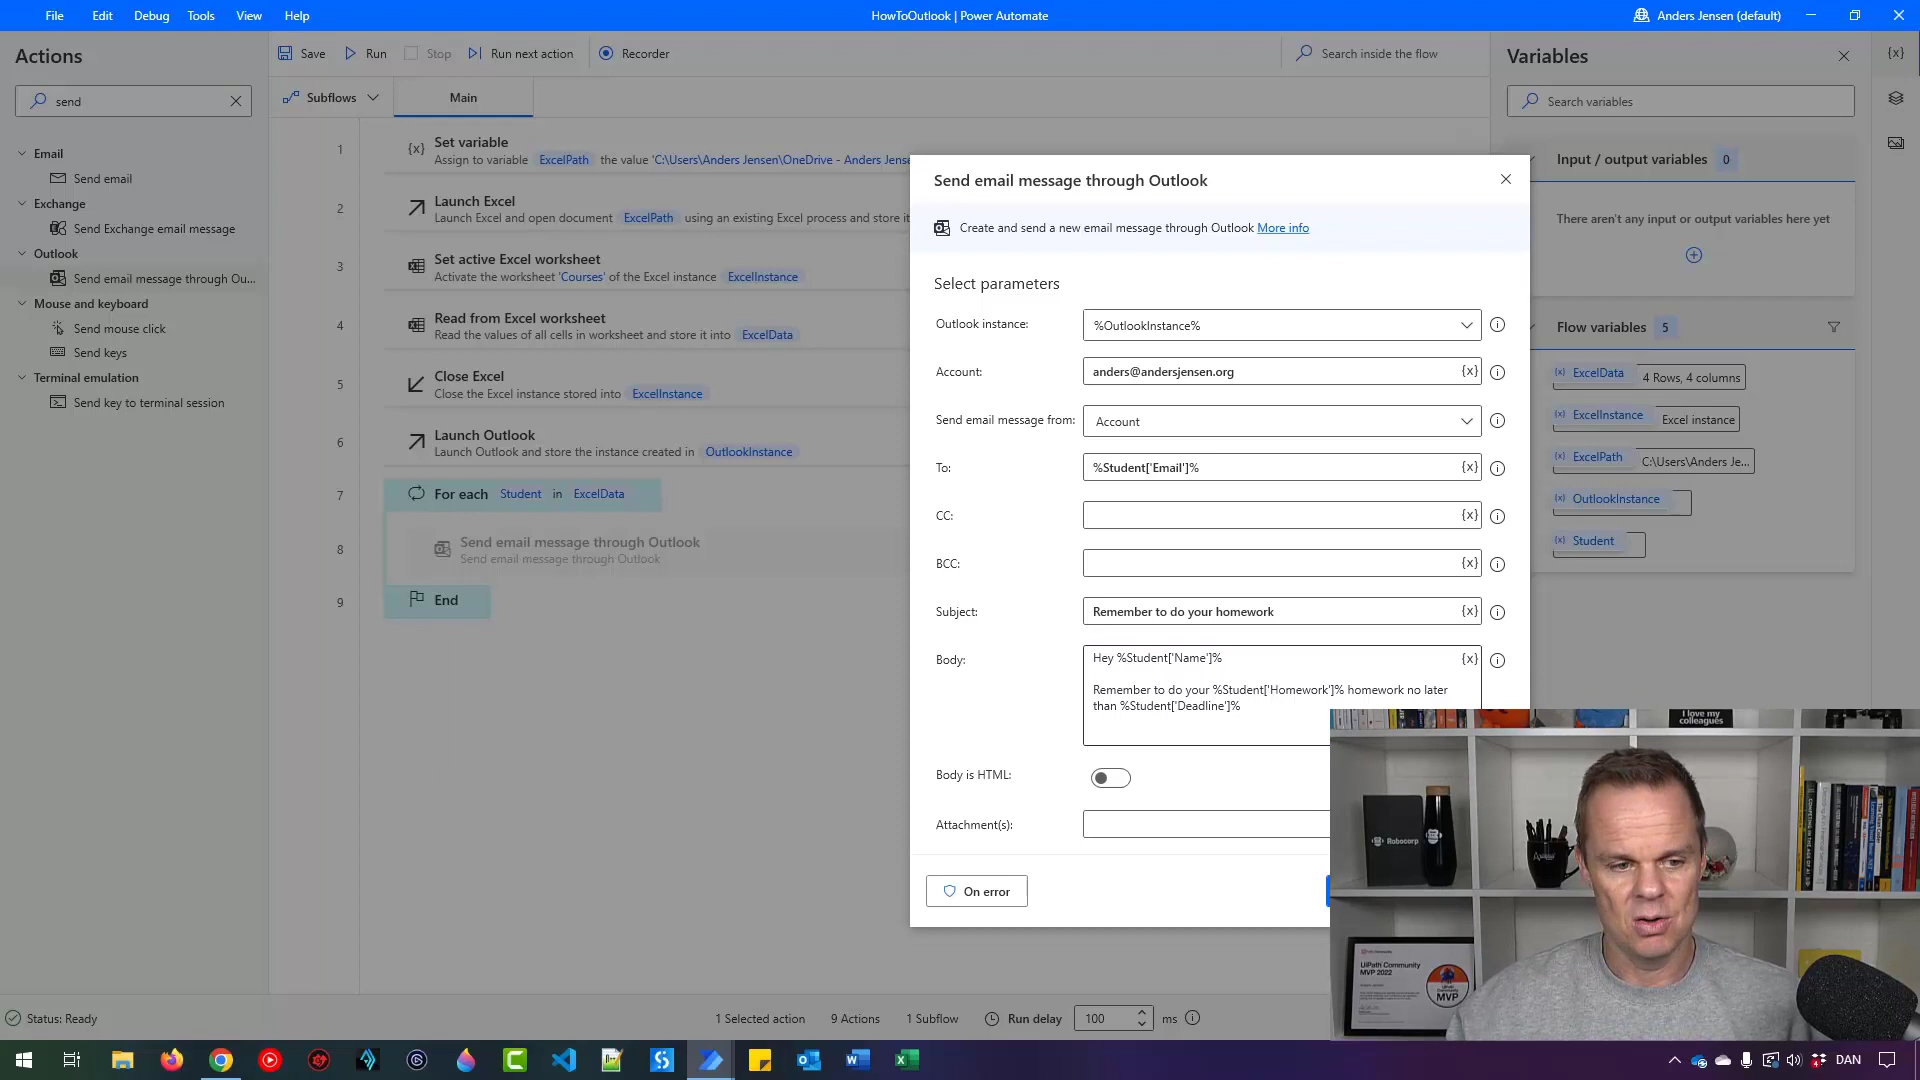 File Edit Debug Tools View Help
HowToOutlook | Power Automate
Anders Jensen (default)
Actions
send
Email
Send email
Exchange
Send Exchange email message
Outlook
Send email message through Ou...
Mouse and keyboard
Send mouse click
Send keys
Terminal emulation
Send key to terminal session
Save Run Stop Run next action Recorder
Search inside the flow
Subflows Main
1 {x} Set variable
Assign to variable ExcelPath the value 'C:\Users\Anders Jensen\OneDrive - Anders Jense
2 Launch Excel
Launch Excel and open document ExcelPath using an existing Excel process and store it
3 Set active Excel worksheet
Activate the worksheet 'Courses' of the Excel instance ExcelInstance
4 Read from Excel worksheet
Read the values of all cells in worksheet and store it into ExcelData
5 Close Excel
Close the Excel instance stored into ExcelInstance
6 Launch Outlook
Launch Outlook and store the instance created in OutlookInstance
7 For each Student in ExcelData
8 Send email message through Outlook
Send email message through Outlook
9 End
Send email message through Outlook
Create and send a new email message through Outlook More info
Select parameters
Outlook instance: %OutlookInstance%
Account: anders@andersjensen.org {x}
Send email message from: Account
To: %Student['Email']% {x}
CC: {x}
BCC: {x}
Subject: Remember to do your homework {x}
Body: Hey %Student['Name']% {x}
Remember to do your %Student['Homework']% homework no later
than %Student['Deadline']%
Body is HTML:
Attachment(s):
On error
Variables
{x}
Search variables
Input / output variables 0
There aren't any input or output variables here yet
Flow variables 5
(x) ExcelData 4 Rows, 4 columns
(x) ExcelInstance Excel instance
(x) ExcelPath C:\Users\Anders Je...
(x) OutlookInstance
(x) Student
I love my
colleagues
Robocorp
UiPath Community
MVP 2022
MVP
Status: Ready
1 Selected action 9 Actions 1 Subflow Run delay 100 ms
DAN